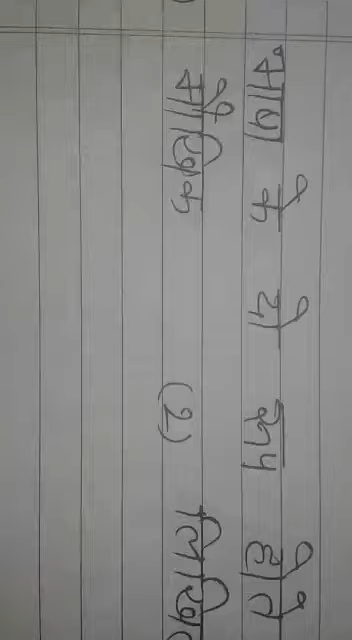 भाषा के दो रूप होते
मौखिक (2) लिखित